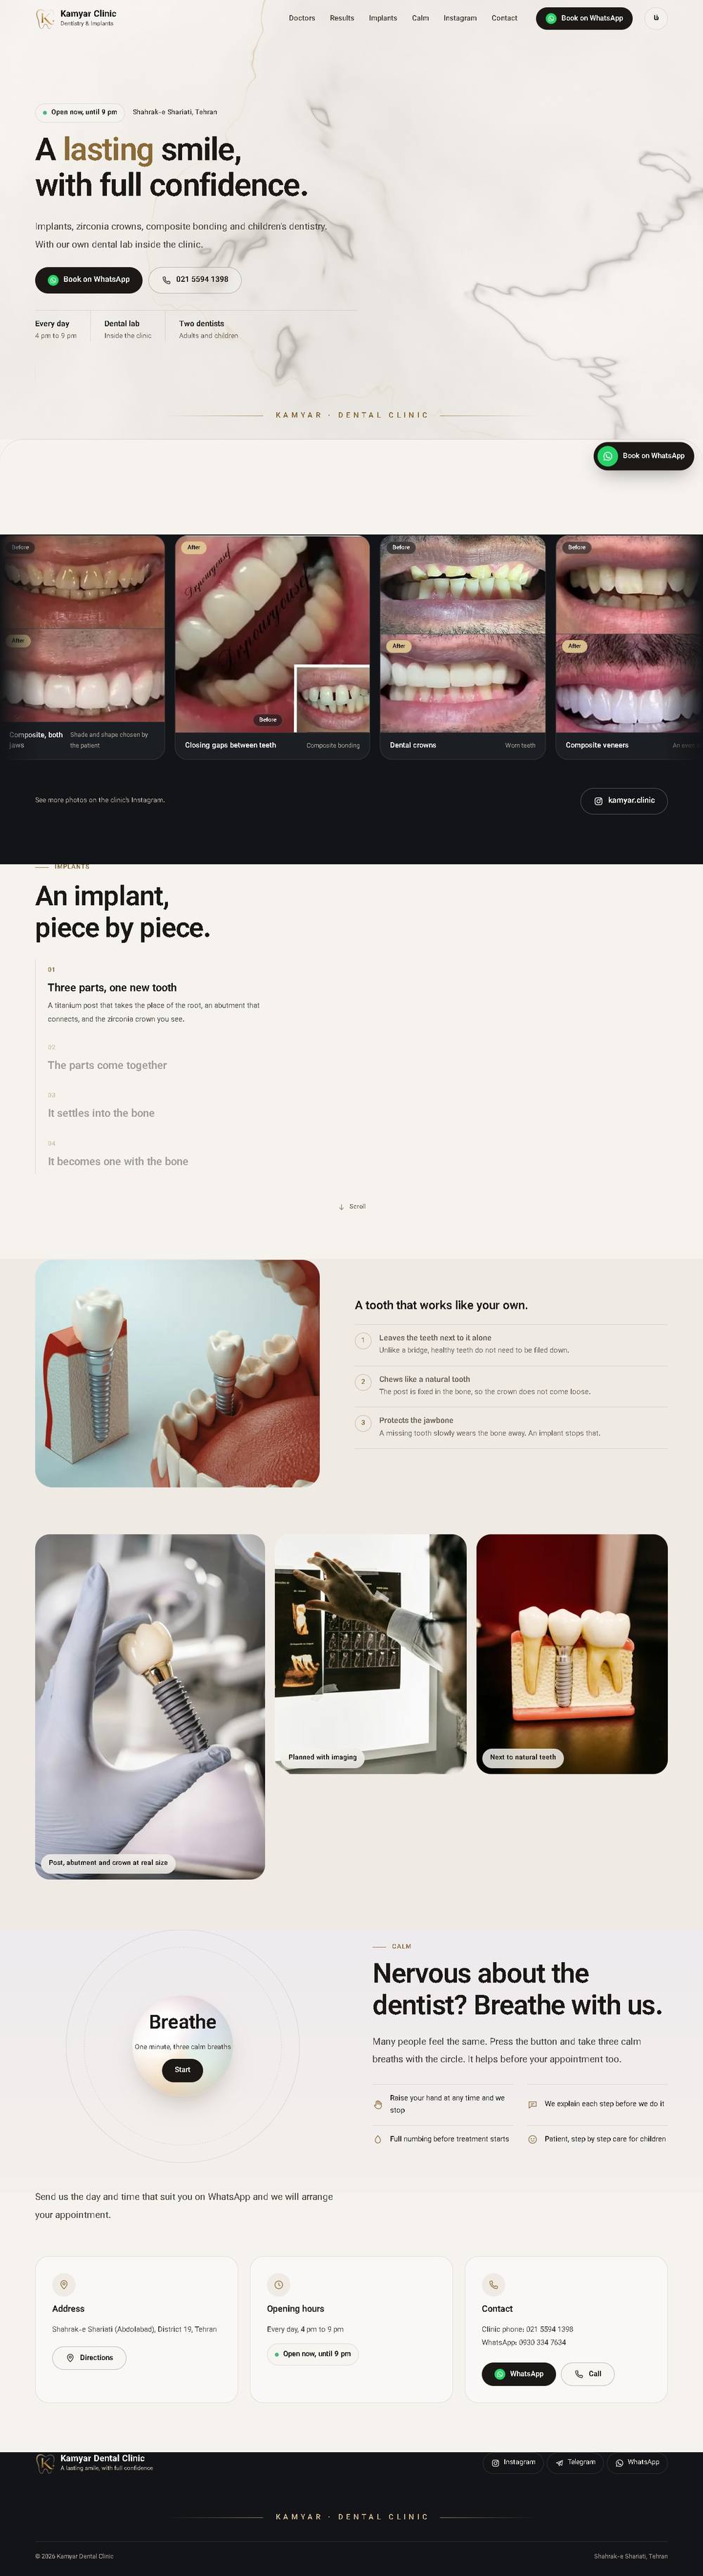 Kamyar Clinic
Dentistry & Implants
Doctors Results Implants Calm Instagram Contact
Book on WhatsApp
فا
Open now, until 9 pm
Shahrak-e Shariati, Tehran
A lasting smile,
with full confidence.
Implants, zirconia crowns, composite bonding and children's dentistry.
With our own dental lab inside the clinic.
Book on WhatsApp
021 5594 1398
Every day
4 pm to 9 pm
Dental lab
Inside the clinic
Two dentists
Adults and children
KAMYAR · DENTAL CLINIC
Book on WhatsApp
Before
After
Composite, both
jaws
Shade and shape chosen by
the patient
After
Before
Closing gaps between teeth
Composite bonding
Before
After
Dental crowns
Worn teeth
Before
After
Composite veneers
See more photos on the clinic's Instagram.
kamyar.clinic
IMPLANTS
An implant,
piece by piece.
01
Three parts, one new tooth
A titanium post that takes the place of the root, an abutment that
connects, and the zirconia crown you see.
02
The parts come together
03
It settles into the bone
04
It becomes one with the bone
Scroll
A tooth that works like your own.
1
Leaves the teeth next to it alone
Unlike a bridge, healthy teeth do not need to be filed down.
2
Chews like a natural tooth
The post is fixed in the bone, so the crown does not come loose.
3
Protects the jawbone
A missing tooth slowly wears the bone away. An implant stops that.
Post, abutment and crown at real size
Planned with imaging
Next to natural teeth
Breathe
One minute, three calm breaths
Start
CALM
Nervous about the
dentist? Breathe with us.
Many people feel the same. Press the button and take three calm
breaths with the circle. It helps before your appointment too.
Raise your hand at any time and we
stop
We explain each step before we do it
Full numbing before treatment starts
Patient, step by step care for children
Send us the day and time that suit you on WhatsApp and we will arrange
your appointment.
Address
Shahrak-e Shariati (Abdolabad), District 19, Tehran
Directions
Opening hours
Every day, 4 pm to 9 pm
Open now, until 9 pm
Contact
Clinic phone: 021 5594 1398
WhatsApp: 0930 334 7634
WhatsApp
Call
Kamyar Dental Clinic
A lasting smile, with full confidence
Instagram
Telegram
WhatsApp
KAMYAR · DENTAL CLINIC
© 2026 Kamyar Dental Clinic
Shahrak-e Shariati, Tehran